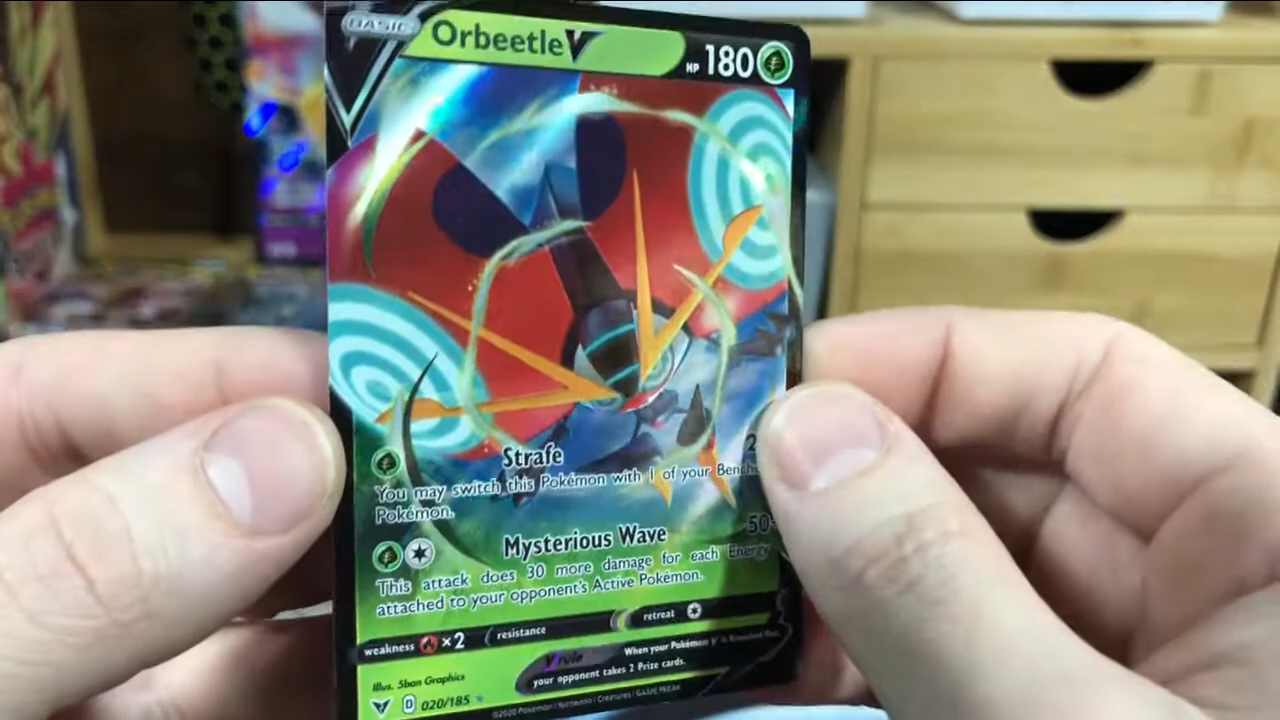 BASIC Orbeetle V HP 180
Strafe 2
You may switch this Pokémon with 1 of your Bench
Pokémon.
Mysterious Wave 50
This attack does 30 more damage for each Energy
attached to your opponent's Active Pokémon.
weakness ×2 resistance retreat
V rule When your Pokémon V is Knocked Out,
your opponent takes 2 Prize cards.
Illus. 5ban Graphics
D 020/185
©2020 Pokémon / Nintendo / Creatures / GAME FREAK